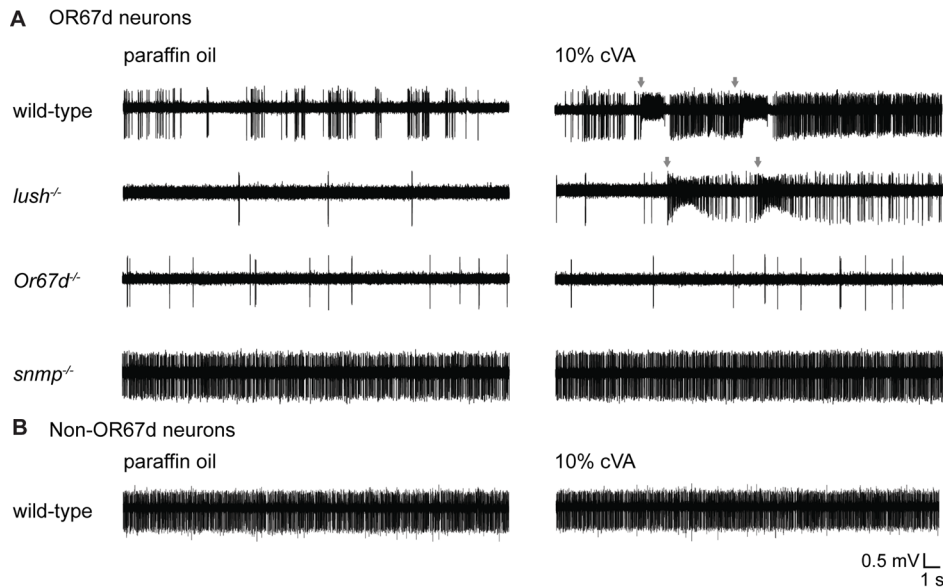 A OR67d neurons
paraffin oil 10% cVA
wild-type
lush-/-
Or67d-/-
snmp-/-
B Non-OR67d neurons
paraffin oil 10% cVA
wild-type
0.5 mV
1 s